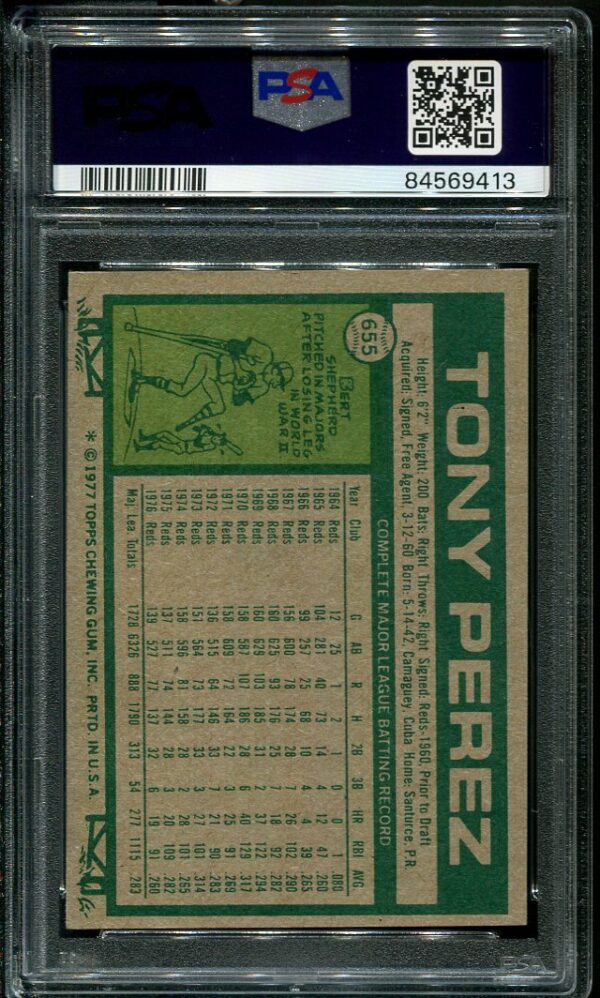 PSA
PSA
84569413
655
TONY PEREZ
Height: 6'2" Weight: 200 Bats: Right Throws: Right Signed: Reds-1960, Prior to Draft
Acquired: Signed, Free Agent, 3-12-60 Born: 5-14-42, Camaguey, Cuba Home: Santurce, P.R.
COMPLETE MAJOR LEAGUE BATTING RECORD
Year Club G AB R H 2B 3B HR RBI AVG.
1964 Reds 12 25 1 2 1 0 0 1 .080
1965 Reds 104 281 40 73 14 4 12 47 .260
1966 Reds 99 257 25 68 10 4 4 39 .265
1967 Reds 156 600 78 174 28 7 26 102 .290
1968 Reds 160 625 93 176 25 7 18 92 .282
1969 Reds 160 629 103 185 31 2 37 122 .294
1970 Reds 158 587 107 186 28 6 40 129 .317
1971 Reds 158 609 72 164 22 3 25 91 .269
1972 Reds 136 515 64 146 33 7 21 90 .283
1973 Reds 151 564 73 177 33 3 27 101 .314
1974 Reds 158 596 81 158 28 2 28 101 .265
1975 Reds 137 511 74 144 28 3 20 109 .282
1976 Reds 139 527 77 137 32 6 19 91 .260
Maj. Lea. Totals 1728 6326 888 1790 313 54 277 1115 .283
BERT
SHEPHERD
PITCHED IN MAJORS
AFTER LOSING LEG
IN WORLD
WAR II
* © 1977 TOPPS CHEWING GUM, INC. PRTD. IN U.S.A.
PSA